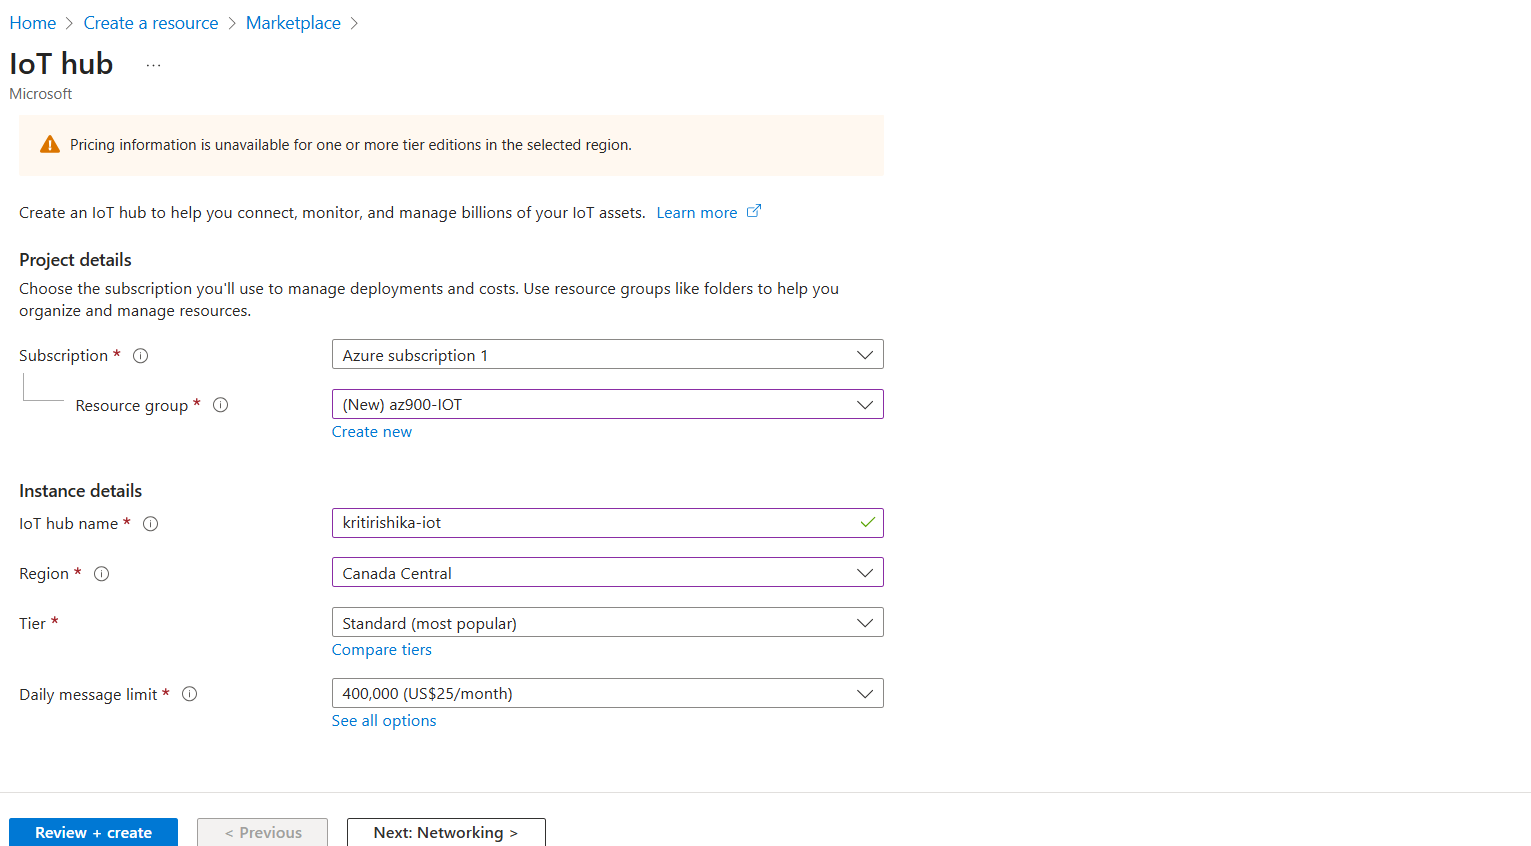 Home > Create a resource > Marketplace >
IoT hub ...
Microsoft
Pricing information is unavailable for one or more tier editions in the selected region.
Create an IoT hub to help you connect, monitor, and manage billions of your IoT assets. Learn more
Project details
Choose the subscription you'll use to manage deployments and costs. Use resource groups like folders to help you
organize and manage resources.
Subscription * Azure subscription 1
Resource group * (New) az900-IOT
Create new
Instance details
IoT hub name * kritirishika-iot
Region * Canada Central
Tier * Standard (most popular)
Compare tiers
Daily message limit * 400,000 (US$25/month)
See all options
Review + create < Previous Next: Networking >